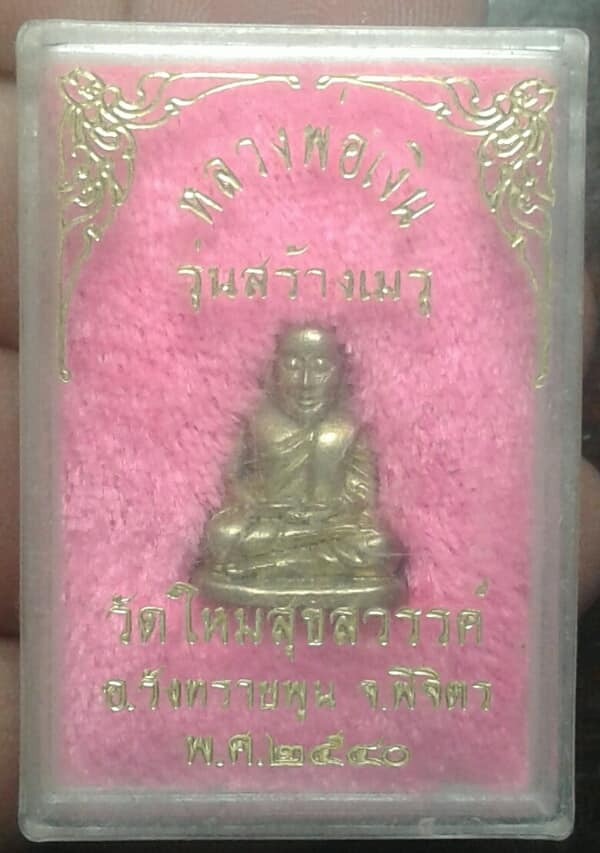 หลวงพ่อเงิน
รุ่นสร้างเมรุ
วัดใหมสุขสวรรค์
อ.วังทรายพูน จ.พิจิตร
พ.ศ.๒๕๔๐